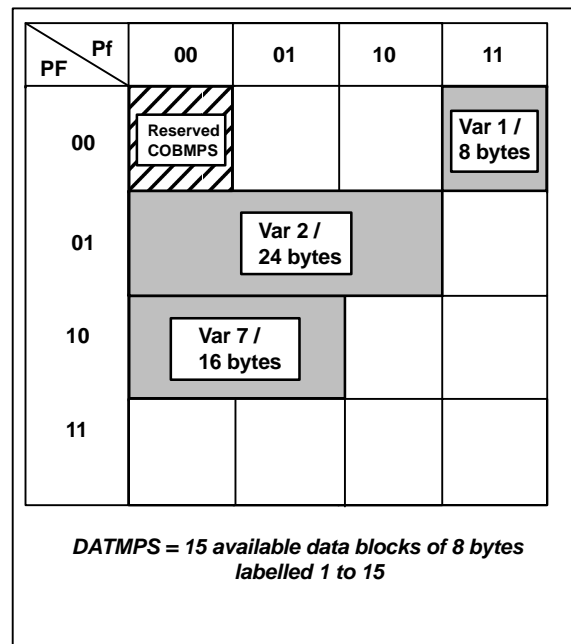 Pf
PF
00 01 10 11
00
Reserved
COBMPS
Var 1 /
8 bytes
01
Var 2 /
24 bytes
10
Var 7 /
16 bytes
11
DATMPS = 15 available data blocks of 8 bytes
labelled 1 to 15